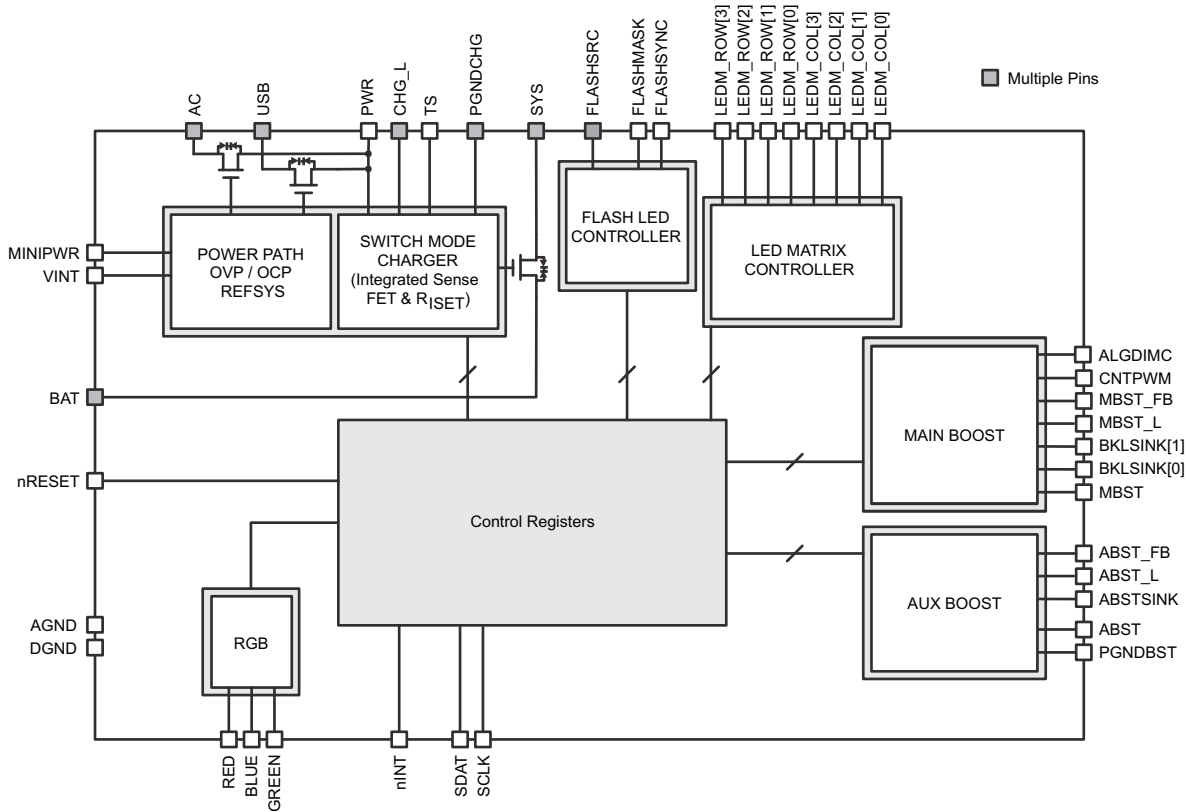 AC
USB
PWR
CHG_L
TS
PGNDCHG
SYS
FLASHSRC
FLASHMASK
FLASHSYNC
LEDM_ROW[3]
LEDM_ROW[2]
LEDM_ROW[1]
LEDM_ROW[0]
LEDM_COL[3]
LEDM_COL[2]
LEDM_COL[1]
LEDM_COL[0]
Multiple Pins
MINIPWR
VINT
POWER PATH
OVP / OCP
REFSYS
SWITCH MODE
CHARGER
(Integrated Sense
FET & RISET)
FLASH LED
CONTROLLER
LED MATRIX
CONTROLLER
BAT
nRESET
Control Registers
MAIN BOOST
ALGDIMC
CNTPWM
MBST_FB
MBST_L
BKLSINK[1]
BKLSINK[0]
MBST
AUX BOOST
ABST_FB
ABST_L
ABSTSINK
ABST
PGNDBST
AGND
DGND
RGB
RED
BLUE
GREEN
nINT
SDAT
SCLK